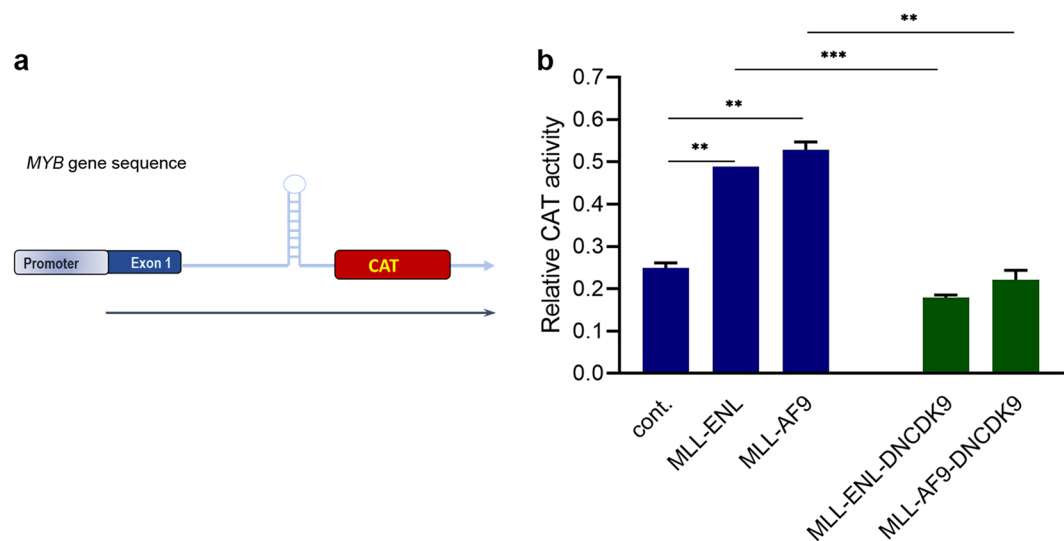 a
MYB gene sequence
Promoter
Exon 1
CAT
b
**
***
**
**
Relative CAT activity
0.7
0.6
0.5
0.4
0.3
0.2
0.1
0.0
cont.
MLL-ENL
MLL-AF9
MLL-ENL-DNCDK9
MLL-AF9-DNCDK9